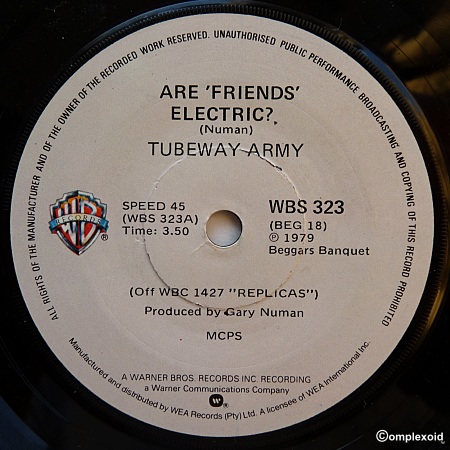 ALL RIGHTS OF THE MANUFACTURER AND OF THE OWNER OF THE RECORDED WORK RESERVED. UNAUTHORISED PUBLIC PERFORMANCE BROADCASTING AND COPYING OF THIS RECORD PROHIBITED
ARE 'FRIENDS'
ELECTRIC?
(Numan)
TUBEWAY ARMY
WB
RECORDS
®
SPEED 45
(WBS 323A)
Time: 3.50
WBS 323
(BEG 18)
℗ 1979
Beggars Banquet
(Off WBC 1427 "REPLICAS")
Produced by Gary Numan
MCPS
A WARNER BROS. RECORDS INC. RECORDING
a Warner Communications Company
®
Manufactured and distributed by WEA Records (Pty) Ltd. A licensee of WEA International Inc.
©omplexoid